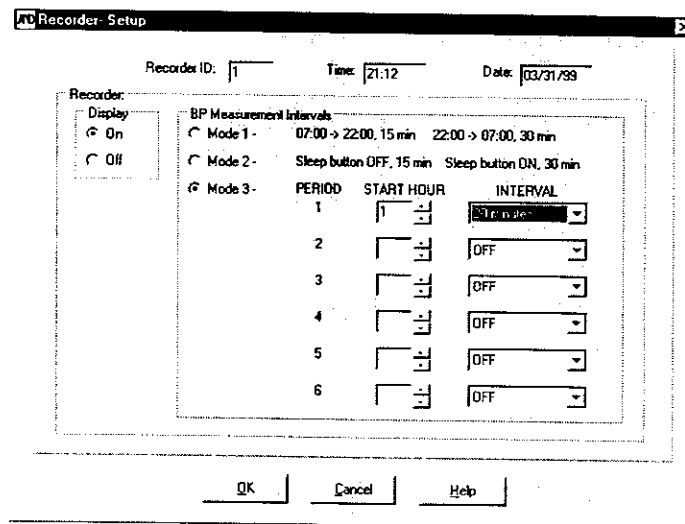 AND Recorder- Setup
Recorder ID: 1 Time: 21:12 Date: 03/31/99
Recorder:
Display
On
Off
BP Measurement Intervals
Mode 1 - 07:00 -> 22:00, 15 min 22:00 -> 07:00, 30 min
Mode 2 - Sleep button OFF, 15 min Sleep button ON, 30 min
Mode 3 - PERIOD START HOUR INTERVAL
1 1
2 OFF
3 OFF
4 OFF
5 OFF
6 OFF
OK Cancel Help